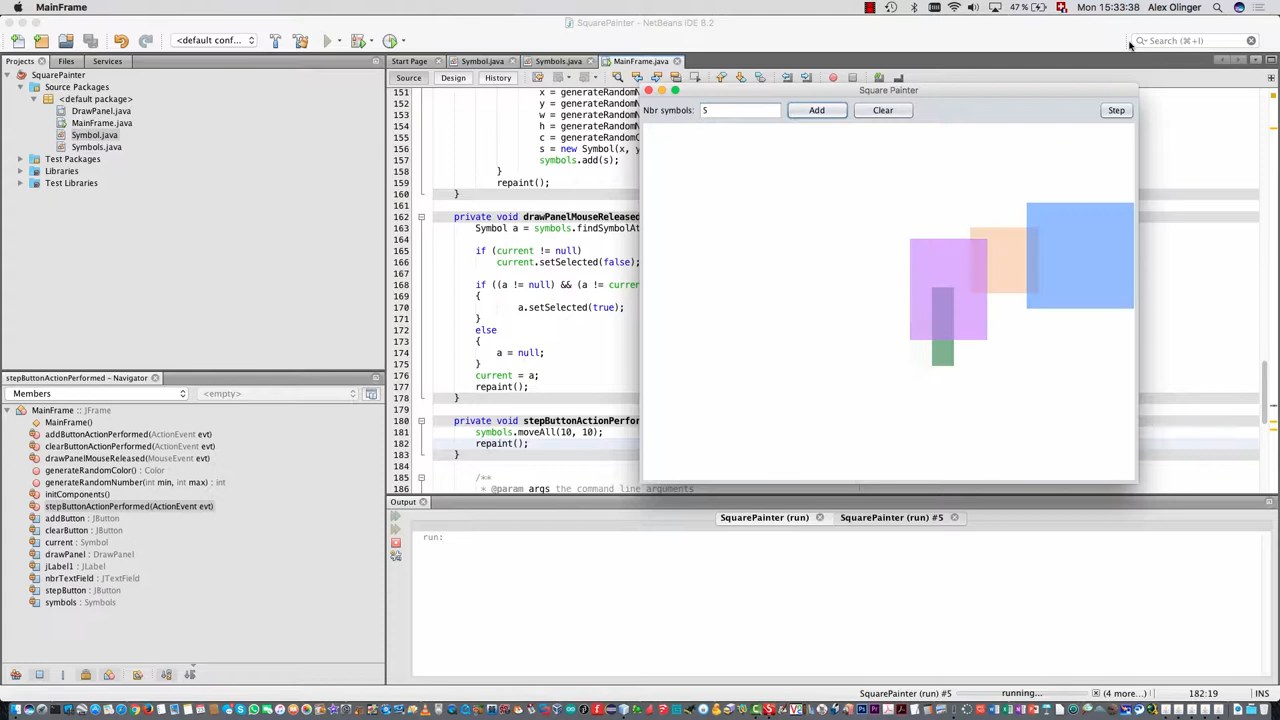 MainFrame
47 %
Mon 15:33:38
Alex Olinger
SquarePainter - NetBeans IDE 8.2
<default conf...
Search (⌘+I)
Projects
Files
Services
Start Page
Symbol.java
Symbols.java
MainFrame.java
Source
Design
History
SquarePainter
Source Packages
<default package>
DrawPanel.java
MainFrame.java
Symbol.java
Symbols.java
Test Packages
Libraries
Test Libraries
151 x = generateRandomN
152 y = generateRandomN
153 w = generateRandomN
154 h = generateRandomN
155 c = generateRandomC
156 s = new Symbol(x, y
157 symbols.add(s);
158 }
159 repaint();
160 }
161
162 private void drawPanelMouseReleased
163 Symbol a = symbols.findSymbolAt
164
165 if (current != null)
166 current.setSelected(false);
167
168 if ((a != null) && (a != curren
169 {
170 a.setSelected(true);
171 }
172 else
173 {
174 a = null;
175 }
176 current = a;
177 repaint();
178 }
179
180 private void stepButtonActionPerfor
181 symbols.moveAll(10, 10);
182 repaint();
183 }
184
185 /**
186 * @param args the command line arguments
Square Painter
Nbr symbols:
5
Add
Clear
Step
stepButtonActionPerformed - Navigator
Members
<empty>
MainFrame :: JFrame
MainFrame()
addButtonActionPerformed(ActionEvent evt)
clearButtonActionPerformed(ActionEvent evt)
drawPanelMouseReleased(MouseEvent evt)
generateRandomColor() : Color
generateRandomNumber(int min, int max) : int
initComponents()
stepButtonActionPerformed(ActionEvent evt)
addButton : JButton
clearButton : JButton
current : Symbol
drawPanel : DrawPanel
jLabel1 : JLabel
nbrTextField : JTextField
stepButton : JButton
symbols : Symbols
Output
SquarePainter (run)
SquarePainter (run) #5
run:
SquarePainter (run) #5
running...
(4 more...)
182:19
INS